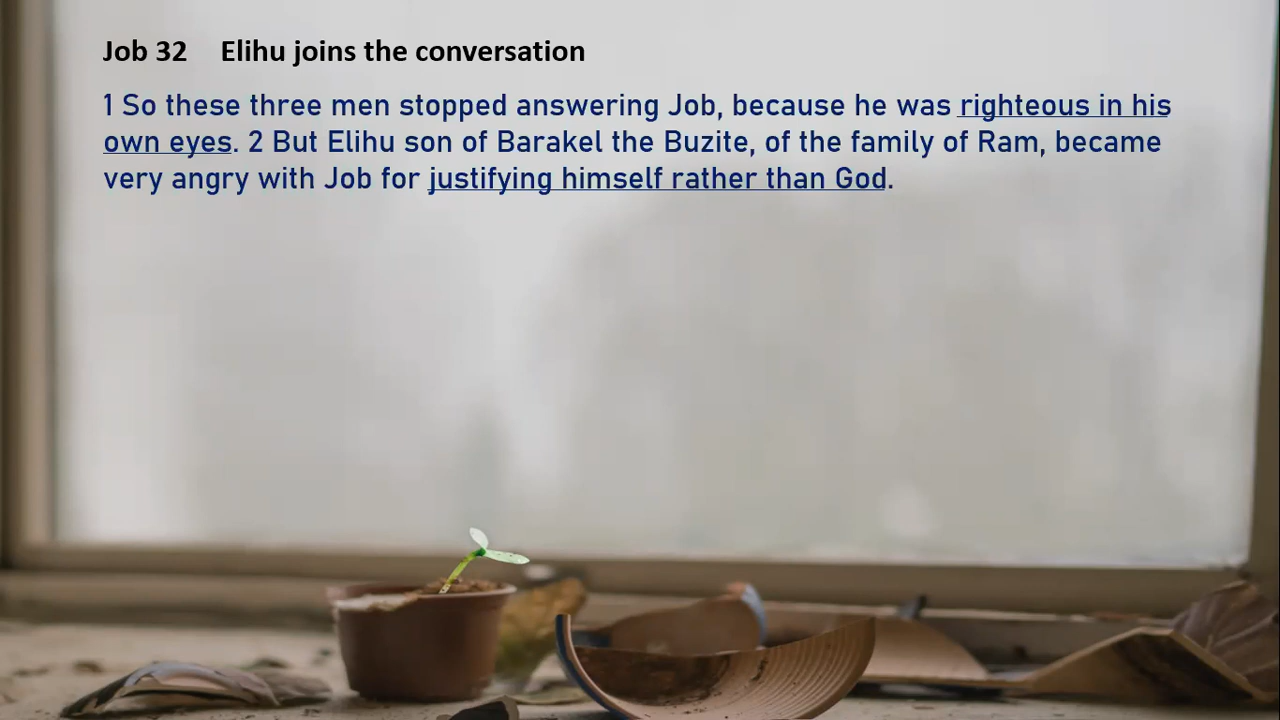 Job 32 Elihu joins the conversation
1 So these three men stopped answering Job, because he was righteous in his
own eyes. 2 But Elihu son of Barakel the Buzite, of the family of Ram, became
very angry with Job for justifying himself rather than God.